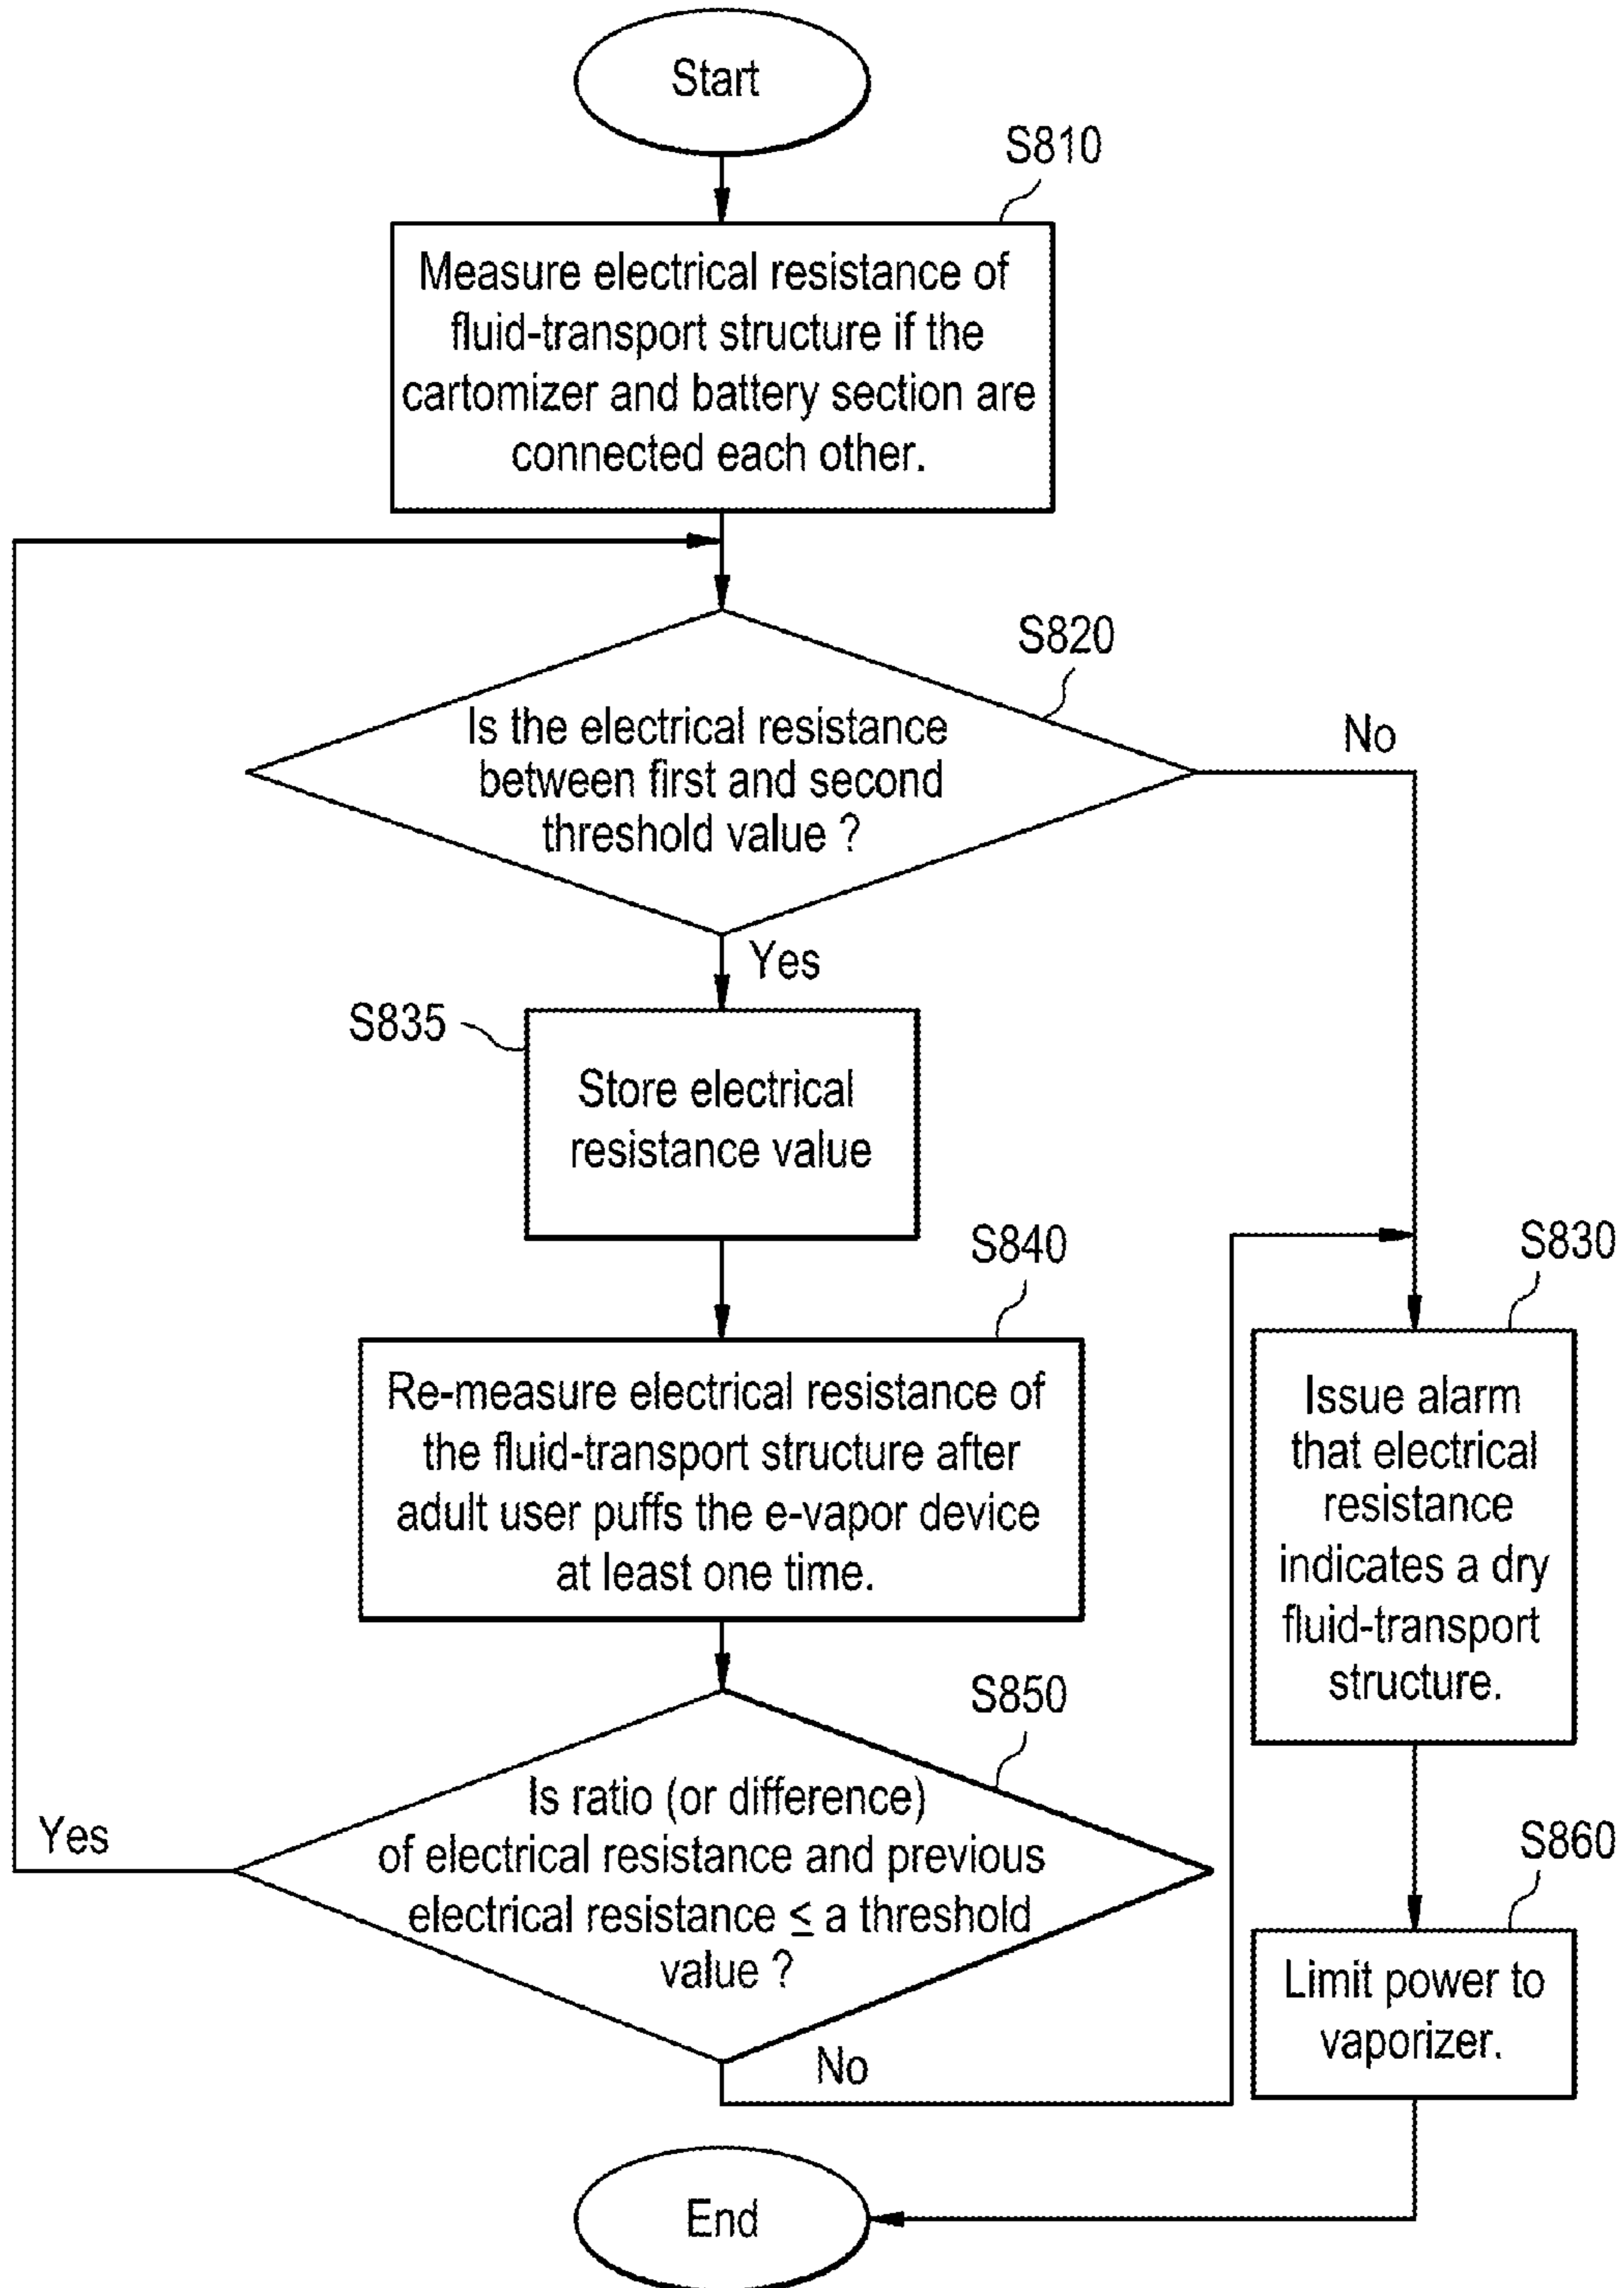 Start
S810
Measure electrical resistance of
fluid-transport structure if the
cartomizer and battery section are
connected each other.
S820
Is the electrical resistance
between first and second
threshold value ?
No
Yes
S835
Store electrical
resistance value
S840
Re-measure electrical resistance of
the fluid-transport structure after
adult user puffs the e-vapor device
at least one time.
S830
Issue alarm
that electrical
resistance
indicates a dry
fluid-transport
structure.
S850
Is ratio (or difference)
of electrical resistance and previous
electrical resistance ≤ a threshold
value ?
Yes
No
S860
Limit power to
vaporizer.
End